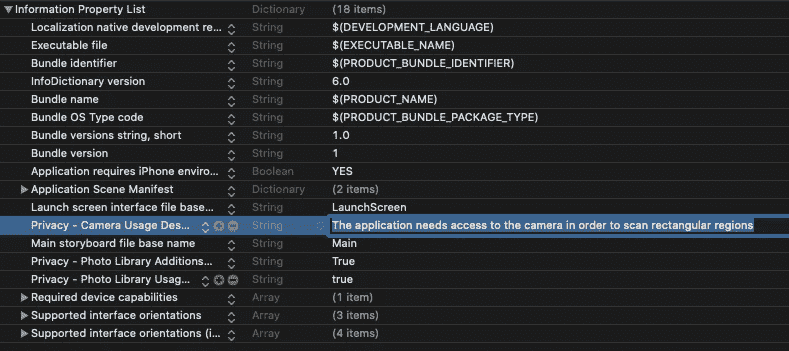 Information Property List Dictionary (18 items)
Localization native development re... String $(DEVELOPMENT_LANGUAGE)
Executable file String $(EXECUTABLE_NAME)
Bundle identifier String $(PRODUCT_BUNDLE_IDENTIFIER)
InfoDictionary version String 6.0
Bundle name String $(PRODUCT_NAME)
Bundle OS Type code String $(PRODUCT_BUNDLE_PACKAGE_TYPE)
Bundle versions string, short String 1.0
Bundle version String 1
Application requires iPhone enviro... Boolean YES
Application Scene Manifest Dictionary (2 items)
Launch screen interface file base... String LaunchScreen
Privacy - Camera Usage Des... String The application needs access to the camera in order to scan rectangular regions
Main storyboard file base name String Main
Privacy - Photo Library Additions... String True
Privacy - Photo Library Usag... String true
Required device capabilities Array (1 item)
Supported interface orientations Array (3 items)
Supported interface orientations (i... Array (4 items)